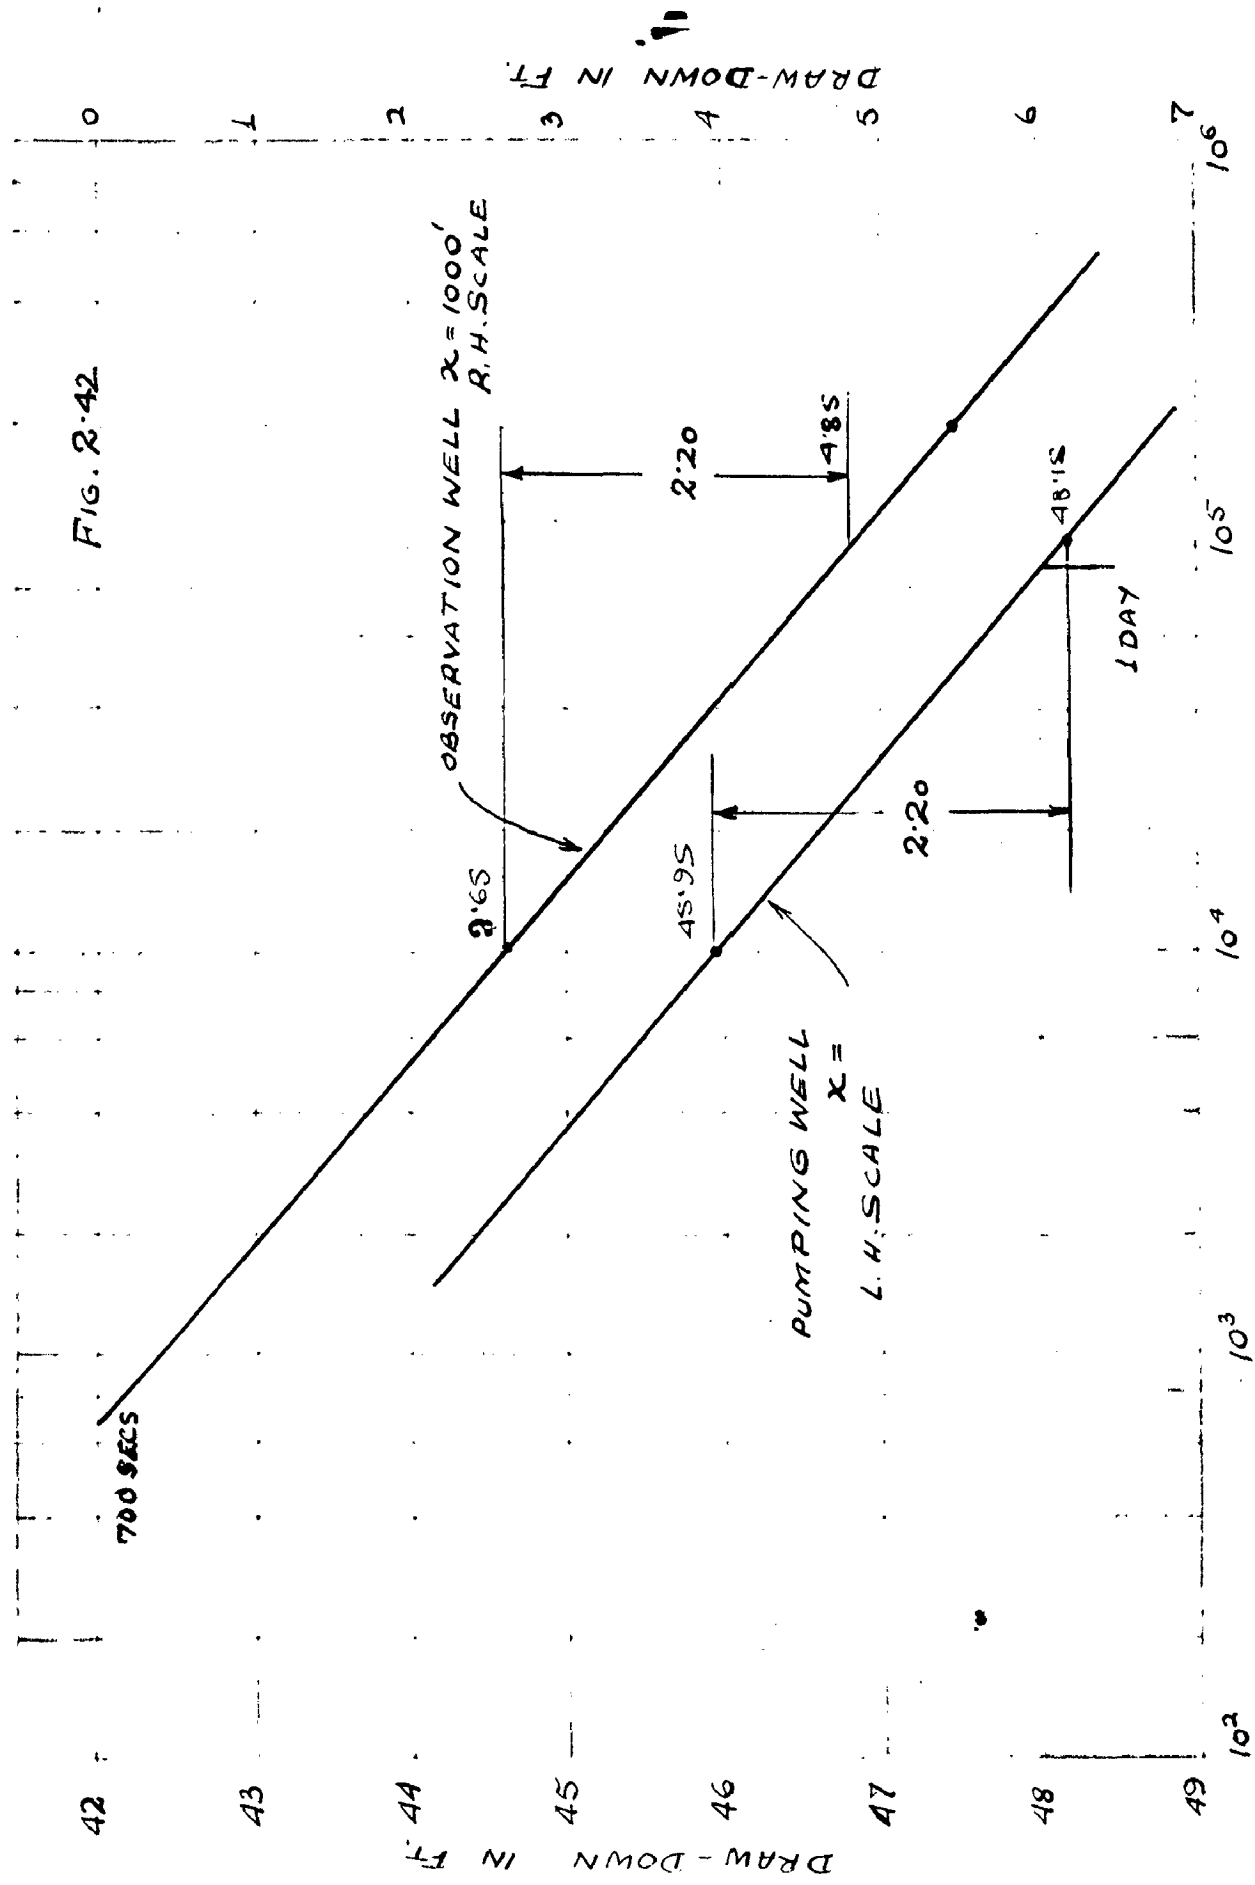 FIG. 2.42
DRAW-DOWN IN FT.
42
43
44
45
46
47
48
49
DRAW-DOWN IN FT.
0
1
2
3
4
5
6
7
10²
10³
10⁴
10⁵
10⁶
700 SECS
OBSERVATION WELL x = 1000'
R.H. SCALE
2.65
2.20
4.85
45.95
2.20
48.15
1 DAY
PUMPING WELL
x =
L.H. SCALE